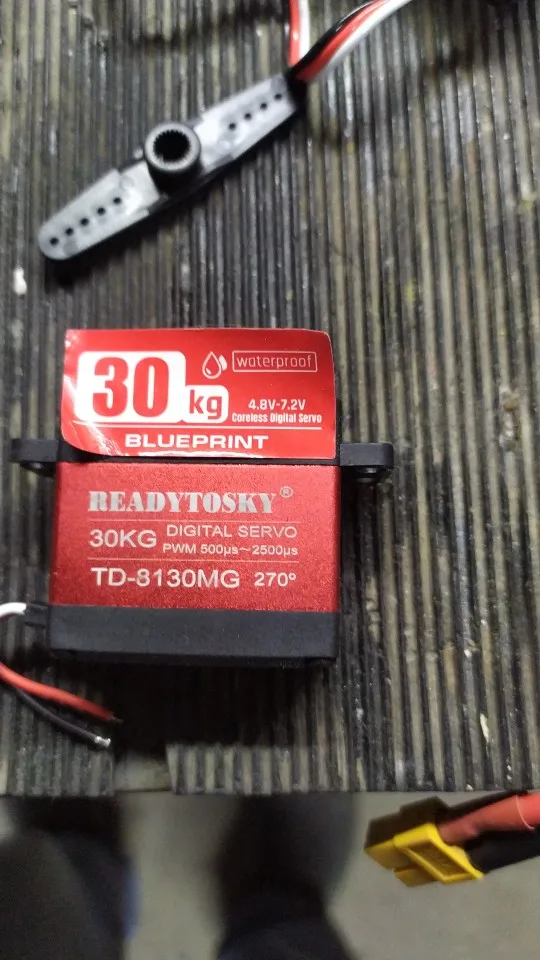 30 kg
waterproof
4.8V-7.2V
Coreless Digital Servo
BLUEPRINT
READYTOSKY®
30KG DIGITAL SERVO
PWM 500μs~2500μs
TD-8130MG 270°